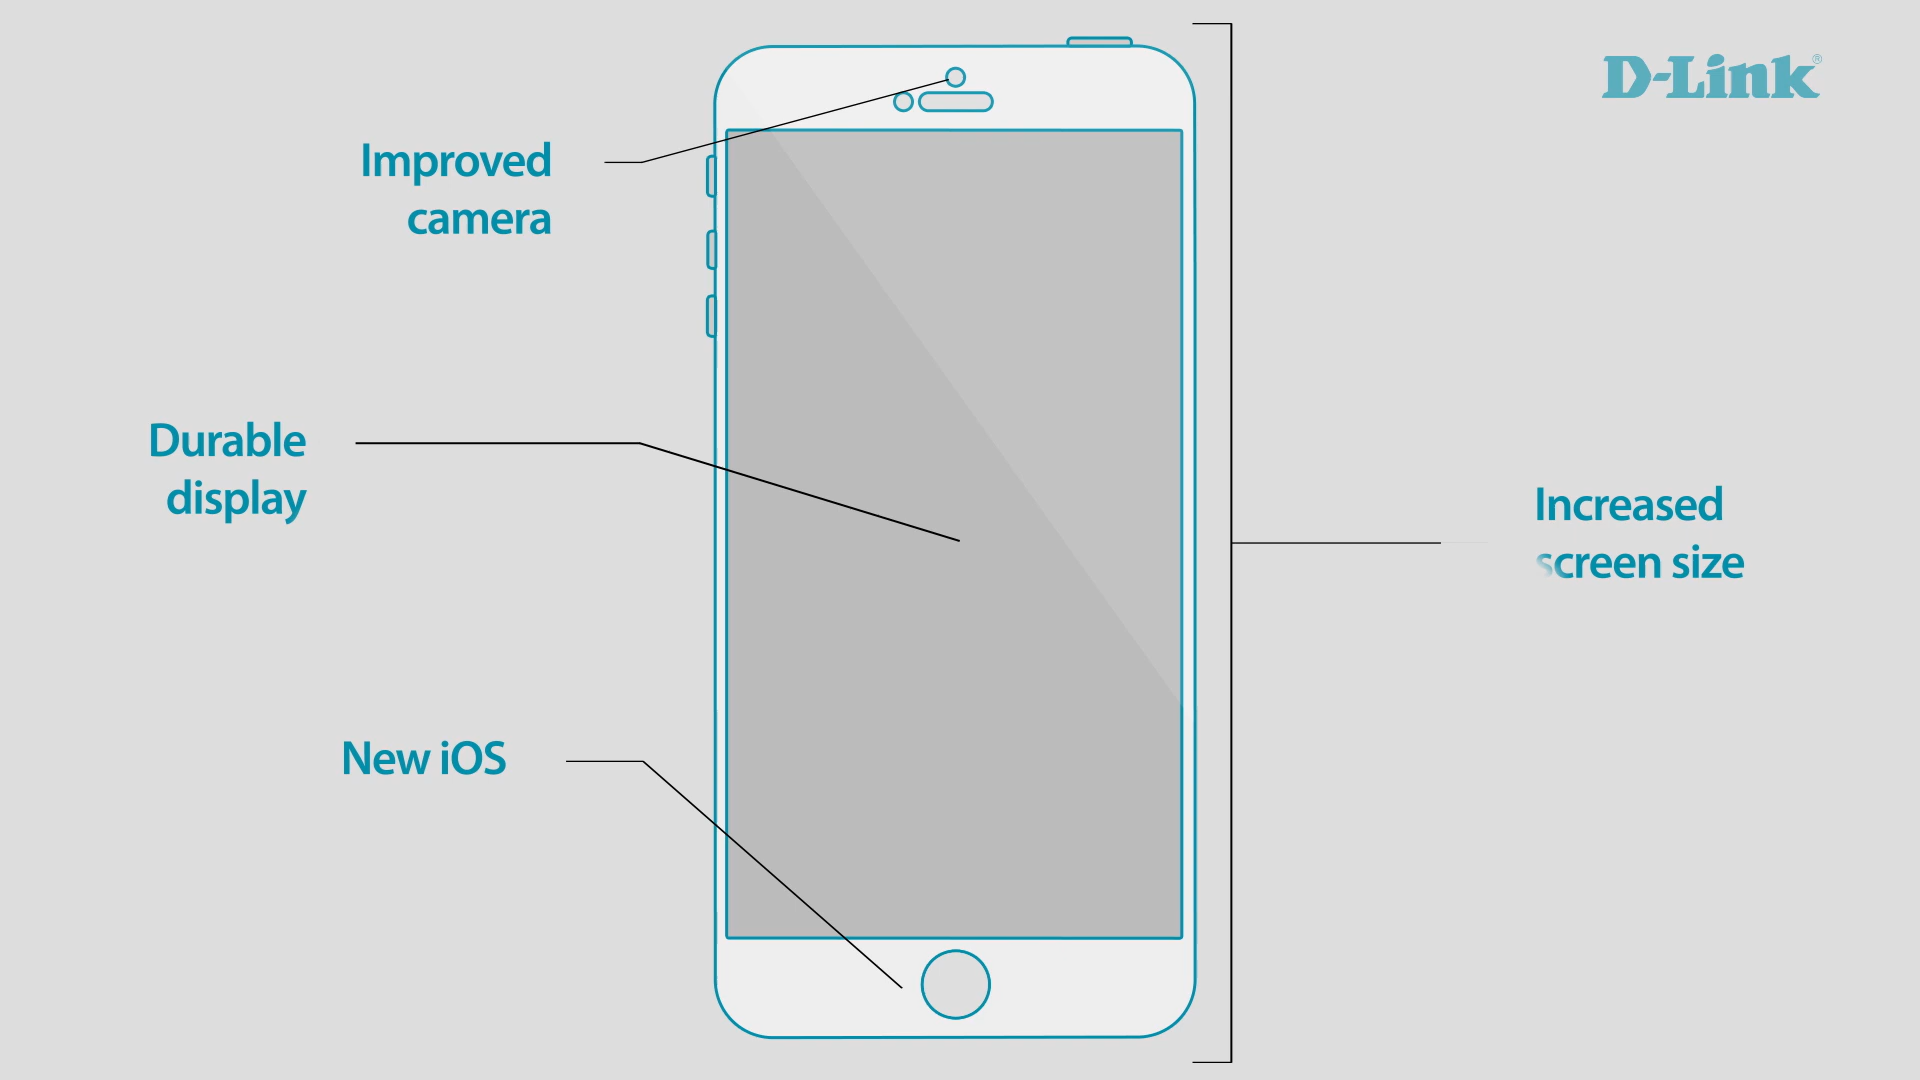 D-Link®
Improved
camera
Durable
display
Increased
screen size
New iOS